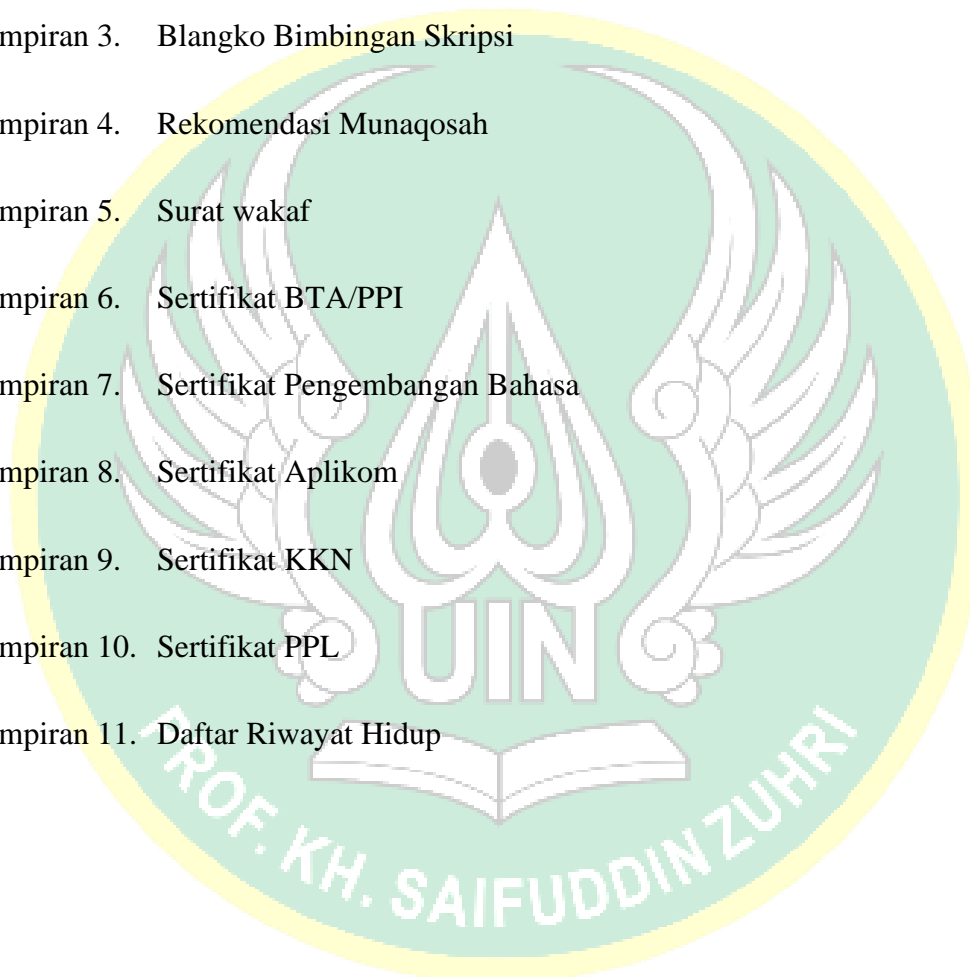 mpiran 3. Blangko Bimbingan Skripsi
mpiran 4. Rekomendasi Munaqosah
mpiran 5. Surat wakaf
mpiran 6. Sertifikat BTA/PPI
mpiran 7. Sertifikat Pengembangan Bahasa
mpiran 8. Sertifikat Aplikom
mpiran 9. Sertifikat KKN
mpiran 10. Sertifikat PPL
mpiran 11. Daftar Riwayat Hidup
UIN
PROF. KH. SAIFUDDIN ZUHRI